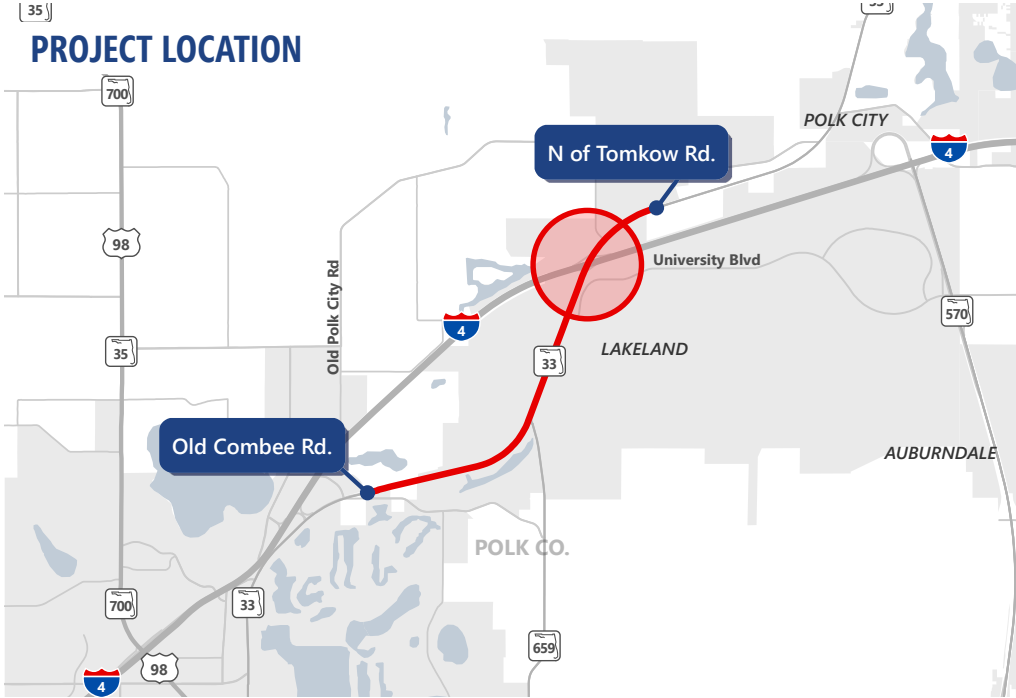 35
33
PROJECT LOCATION
700
POLK CITY
4
N of Tomkow Rd.
98
University Blvd
Old Polk City Rd
570
4
35
33
LAKELAND
Old Combee Rd.
AUBURNDALE
POLK CO.
700
33
659
98
4